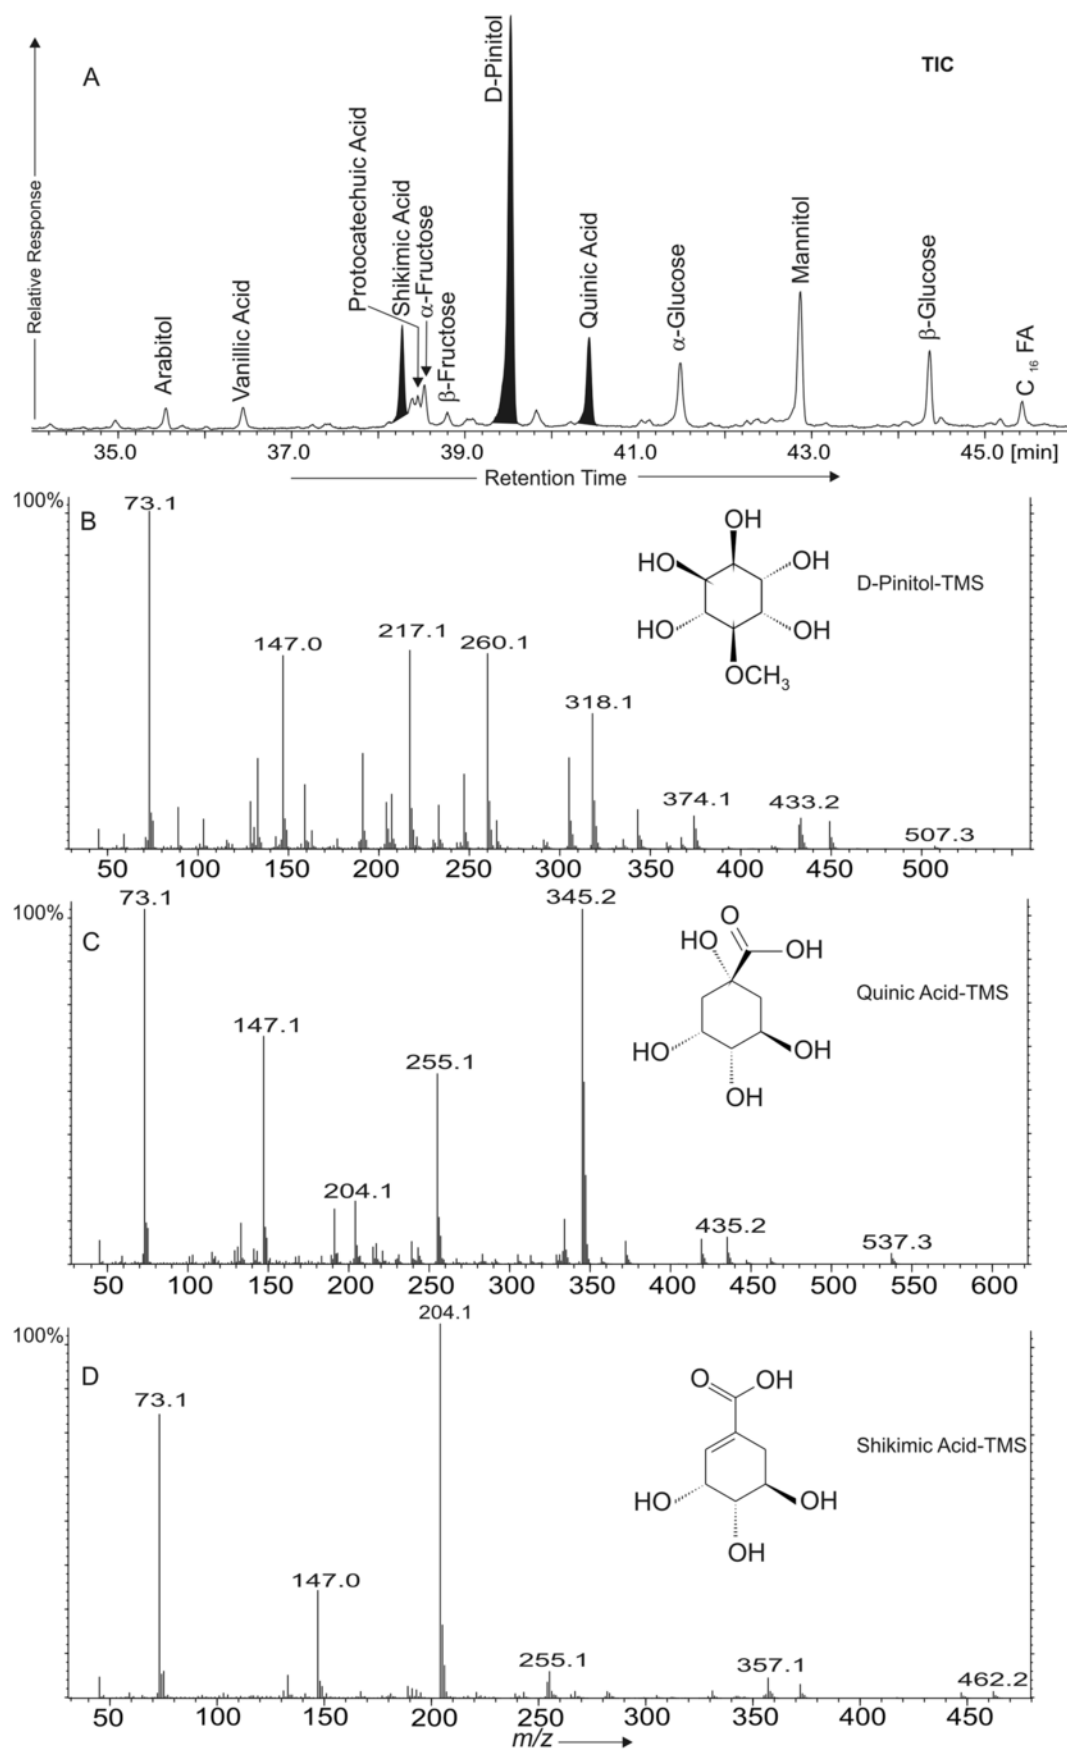 A
TIC
Relative Response
Arabitol
Vanillic Acid
Protocatechuic Acid
Shikimic Acid
α-Fructose
β-Fructose
D-Pinitol
Quinic Acid
α-Glucose
Mannitol
β-Glucose
C 16 FA
35.0 37.0 39.0 41.0 43.0 45.0 [min]
Retention Time
B
100%
73.1
147.0
217.1
260.1
318.1
374.1
433.2
507.3
OH
HO OH
HO OH
OCH3
D-Pinitol-TMS
50 100 150 200 250 300 350 400 450 500
C
100%
73.1
147.1
204.1
255.1
345.2
435.2
537.3
O
HO OH
HO OH
OH
Quinic Acid-TMS
50 100 150 200 250 300 350 400 450 500 550 600
D
100%
73.1
147.0
204.1
255.1
357.1
462.2
O OH
HO OH
OH
Shikimic Acid-TMS
50 100 150 200 250 300 350 400 450
m/z